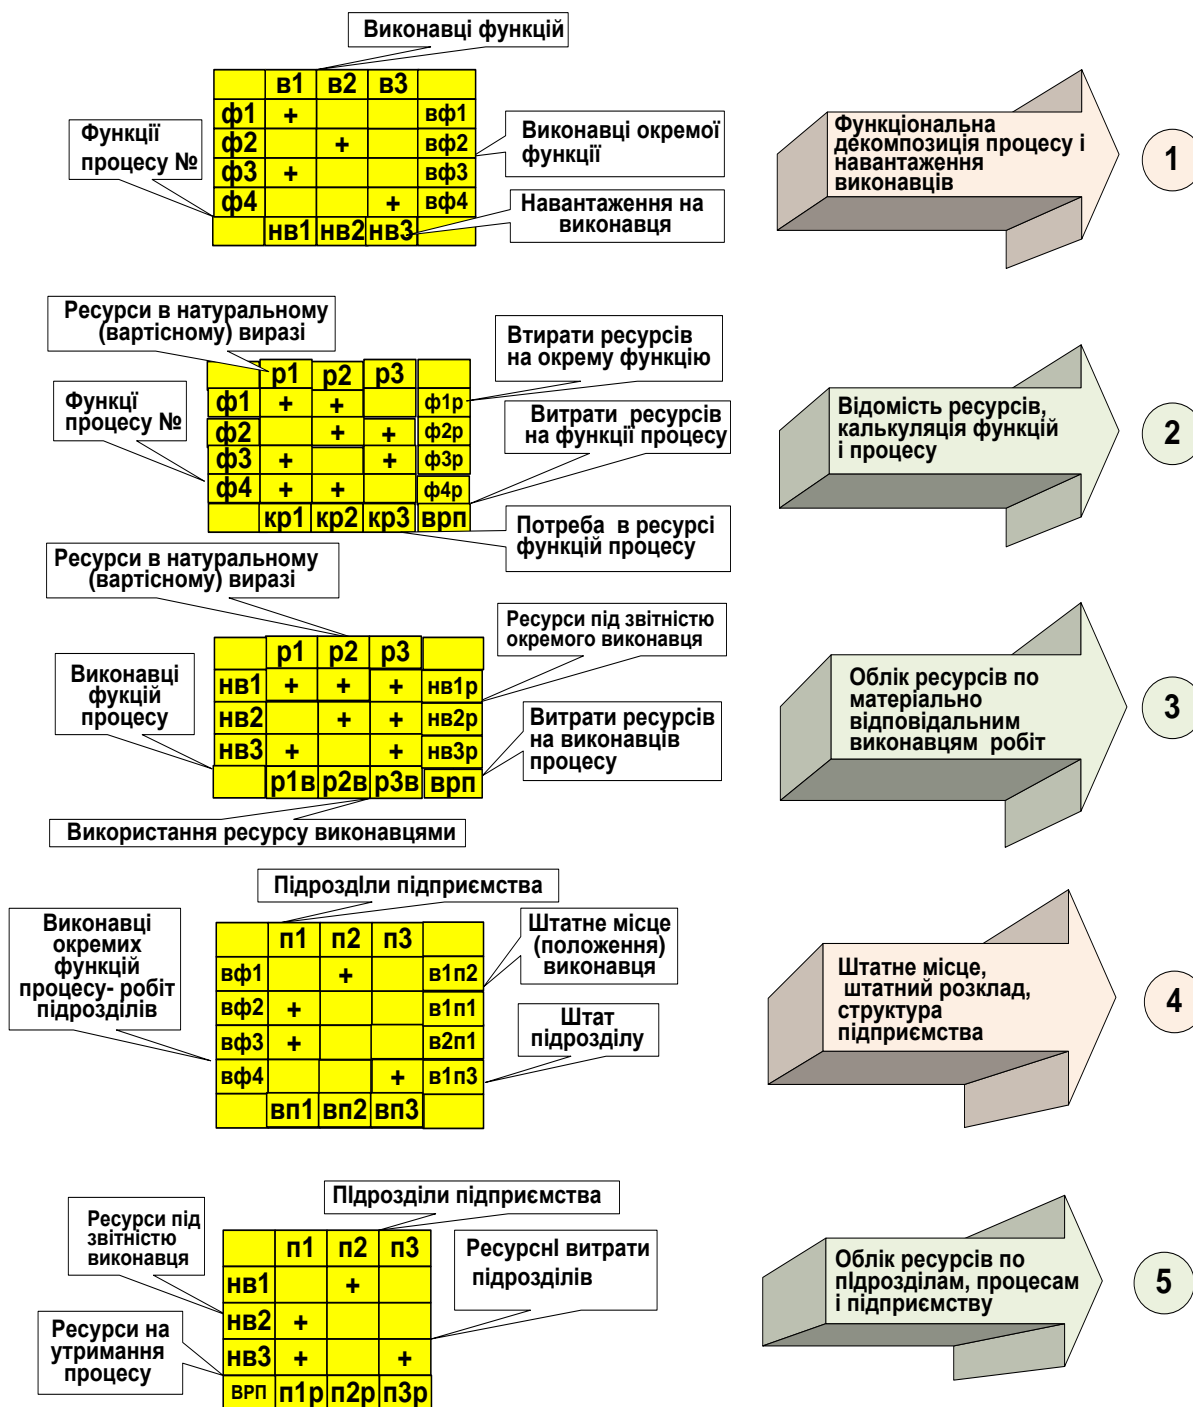 Виконавці функцій
в1 в2 в3
ф1 + вф1
ф2 + вф2
ф3 + вф3
ф4 + вф4
нв1 нв2 нв3
Функції
процесу №
Виконавці окремої
функції
Навантаження на
виконавця
Функціональна
декомпозиція процесу і
навантаження
виконавців
1
Ресурси в натуральному
(вартісному) виразі
р1 р2 р3
ф1 + + ф1р
ф2 + + ф2р
ф3 + + ф3р
ф4 + + ф4р
кр1 кр2 кр3 врп
Функці
процесу №
Втирати ресурсів
на окрему функцію
Витрати ресурсів
на функції процесу
Потреба в ресурсі
функцій процесу
Відомість ресурсів,
калькуляція функцій
і процесу
2
Ресурси в натуральному
(вартісному) виразі
р1 р2 р3
нв1 + + + нв1р
нв2 + + нв2р
нв3 + + нв3р
р1в р2в р3в врп
Виконавці
фукцій
процесу
Ресурси під звітністю
окремого виконавця
Витрати ресурсів
на виконавців
процесу
Використання ресурсу виконавцями
Облік ресурсів по
матеріально
відповідальним
виконавцям робіт
3
ПідроздІли підприємства
п1 п2 п3
вф1 + в1п2
вф2 + в1п1
вф3 + в2п1
вф4 + в1п3
вп1 вп2 вп3
Виконавці
окремих
функцій
процесу- робіт
підрозділів
Штатне місце
(положення)
виконавця
Штат
підрозділу
Штатне місце,
штатний розклад,
структура
підприємства
4
ПІдрозділи підприємства
п1 п2 п3
нв1 +
нв2 +
нв3 + +
ВРП п1р п2р п3р
Ресурси під
звітністю
виконавця
Ресурси на
утримання
процесу
РесурснІ витрати
підрозділів
Облік ресурсів по
пІдрозділам, процесам
і підприємству
5